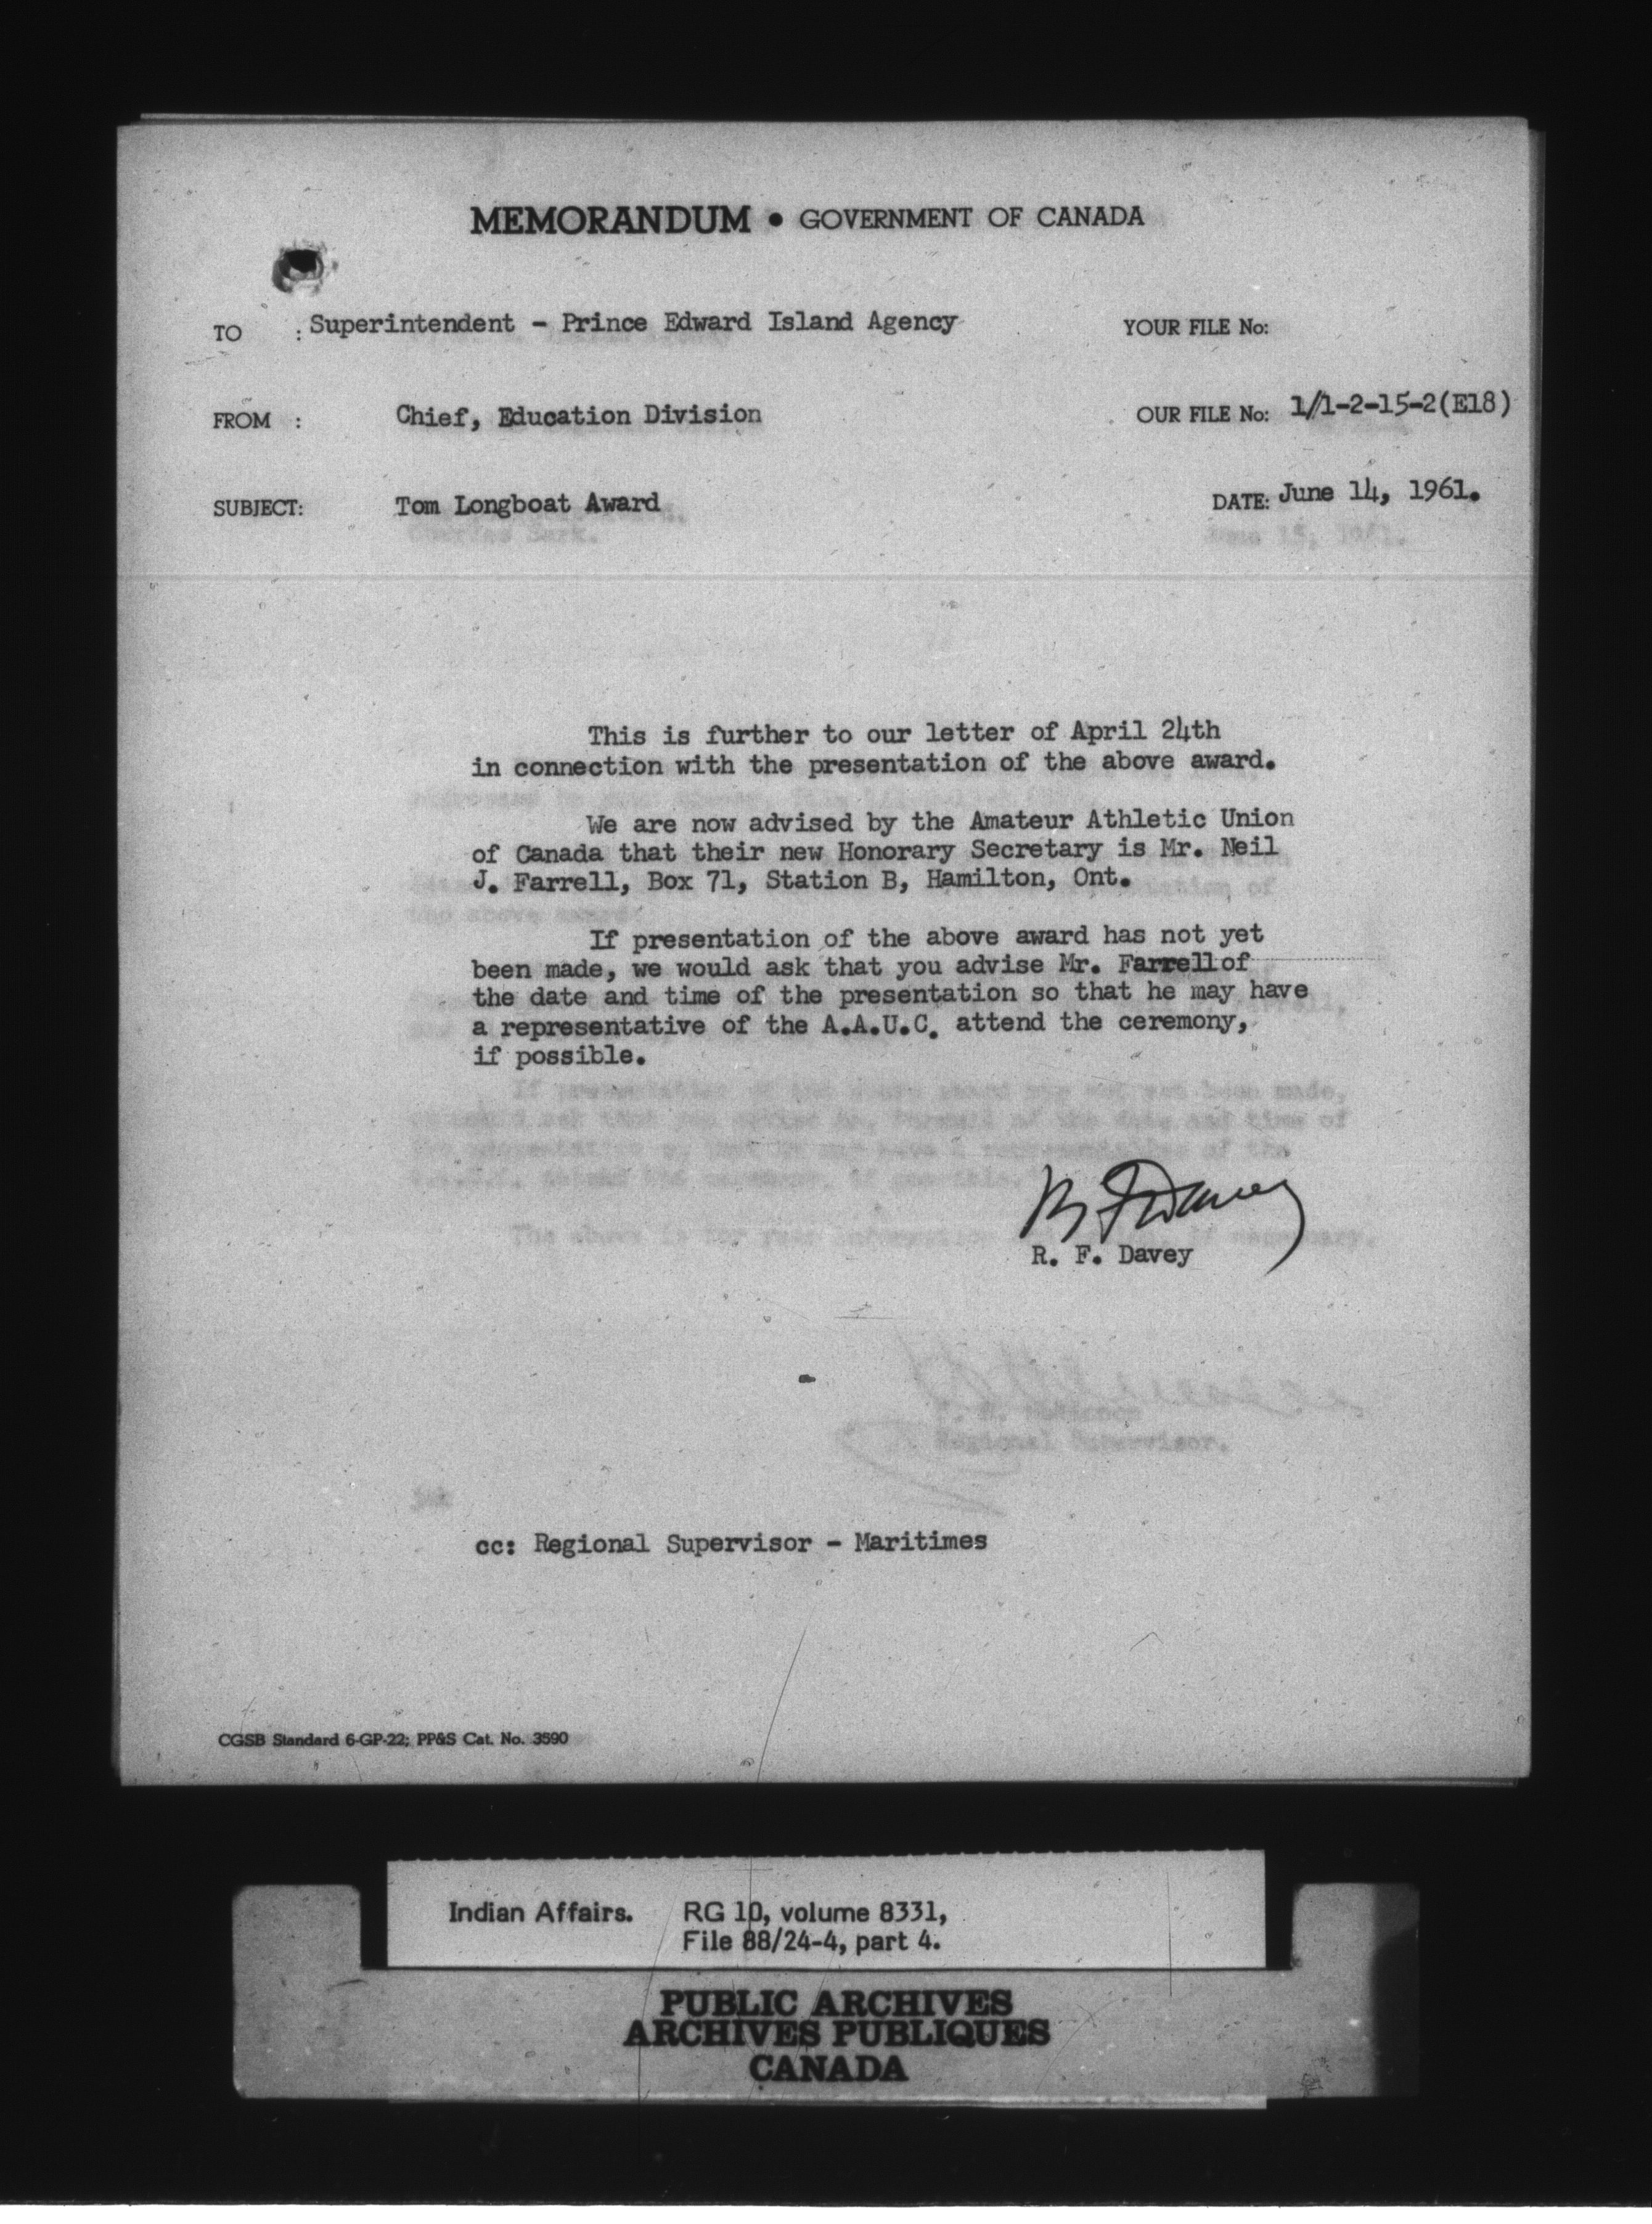 MEMORANDUM • GOVERNMENT OF CANADA
TO : Superintendent - Prince Edward Island Agency YOUR FILE No:
FROM : Chief, Education Division OUR FILE No: 1/1-2-15-2(E18)
SUBJECT: Tom Longboat Award DATE: June 14, 1961.
This is further to our letter of April 24th
in connection with the presentation of the above award.
We are now advised by the Amateur Athletic Union
of Canada that their new Honorary Secretary is Mr. Neil
J. Farrell, Box 71, Station B, Hamilton, Ont.
If presentation of the above award has not yet
been made, we would ask that you advise Mr. Farrell of
the date and time of the presentation so that he may have
a representative of the A.A.U.C. attend the ceremony,
if possible.
R. F. Davey
R. F. Davey
cc: Regional Supervisor - Maritimes
CGSB Standard 6-GP-22; PP&S Cat. No. 3590
Indian Affairs. RG 10, volume 8331,
File 88/24-4, part 4.
PUBLIC ARCHIVES
ARCHIVES PUBLIQUES
CANADA